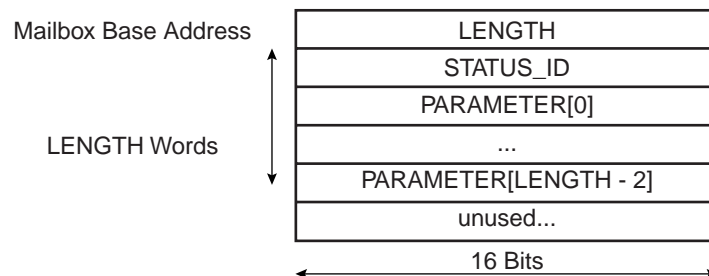 Mailbox Base Address
LENGTH
STATUS_ID
PARAMETER[0]
LENGTH Words
...
PARAMETER[LENGTH - 2]
unused...
16 Bits